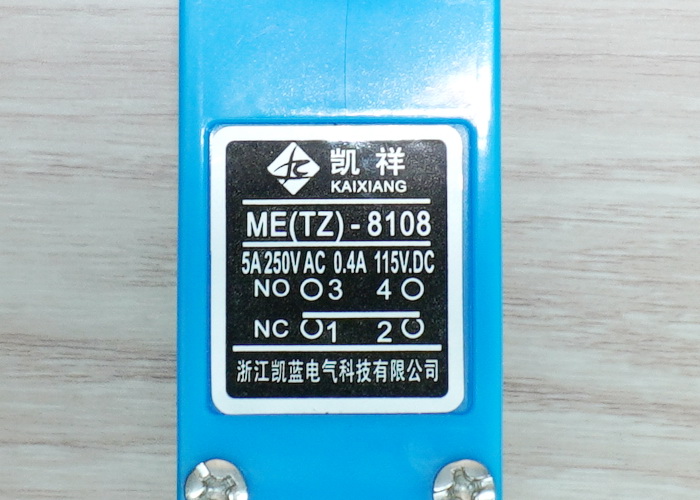 凯祥
KAIXIANG
ME(TZ)-8108
5A 250V AC 0.4A 115V.DC
NO 3 4
NC 1 2
浙江凯蓝电气科技有限公司